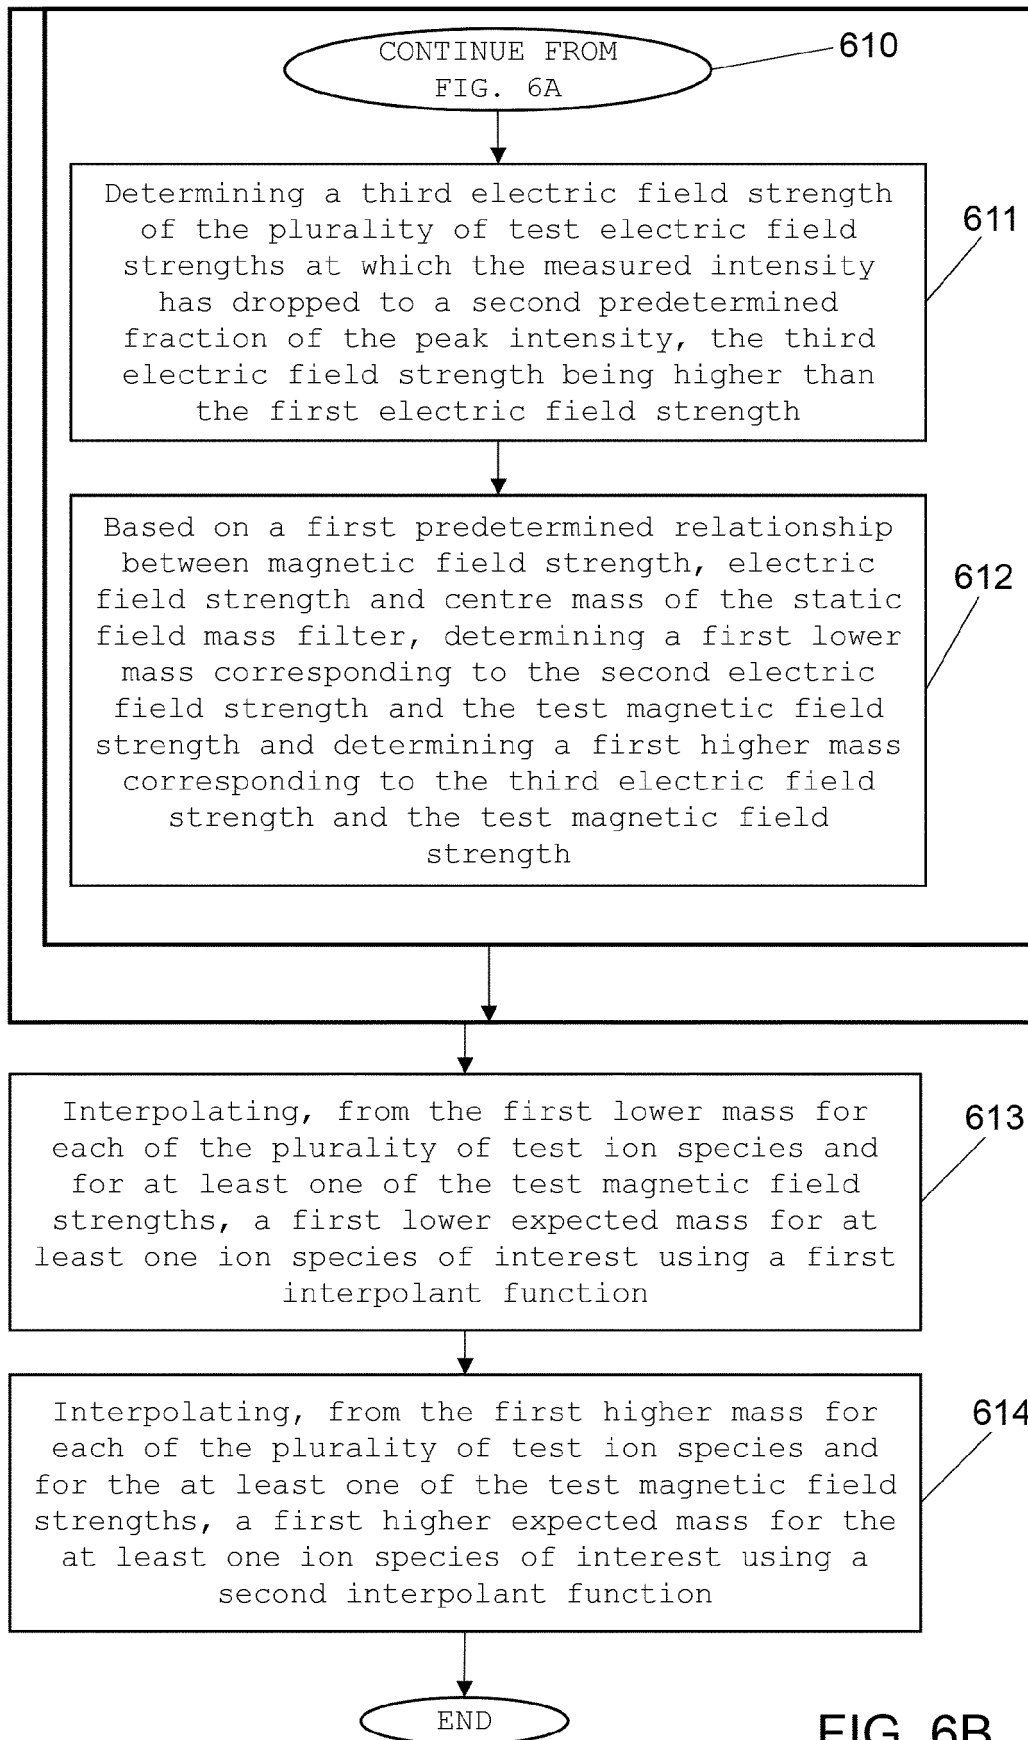 CONTINUE FROM
FIG. 6A
610
Determining a third electric field strength
of the plurality of test electric field
strengths at which the measured intensity
has dropped to a second predetermined
fraction of the peak intensity, the third
electric field strength being higher than
the first electric field strength
611
Based on a first predetermined relationship
between magnetic field strength, electric
field strength and centre mass of the static
field mass filter, determining a first lower
mass corresponding to the second electric
field strength and the test magnetic field
strength and determining a first higher mass
corresponding to the third electric field
strength and the test magnetic field
strength
612
Interpolating, from the first lower mass for
each of the plurality of test ion species and
for at least one of the test magnetic field
strengths, a first lower expected mass for at
least one ion species of interest using a first
interpolant function
613
Interpolating, from the first higher mass for
each of the plurality of test ion species and
for the at least one of the test magnetic field
strengths, a first higher expected mass for the
at least one ion species of interest using a
second interpolant function
614
END
FIG. 6B